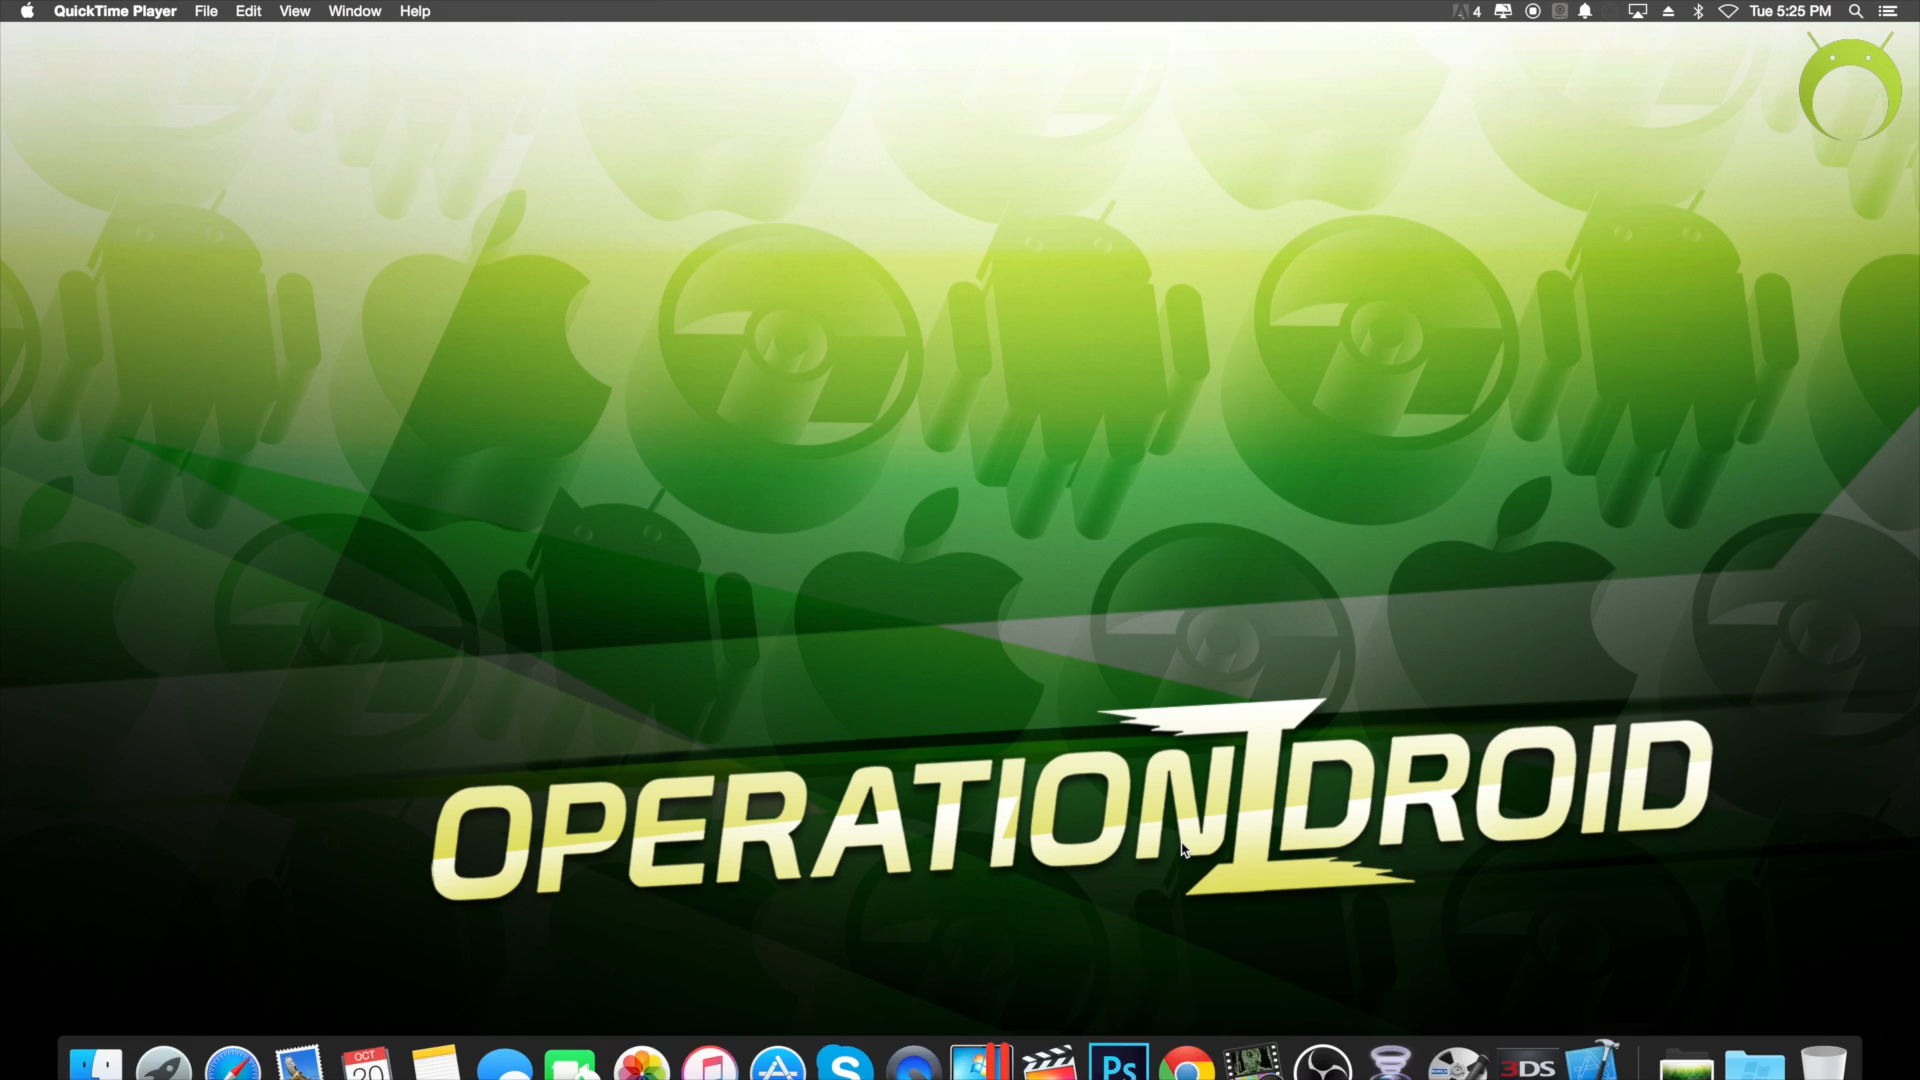 QuickTime Player File Edit View Window Help 4 Tue 5:25 PM
OPERATION DROID
OCT
20
Ps
3DS